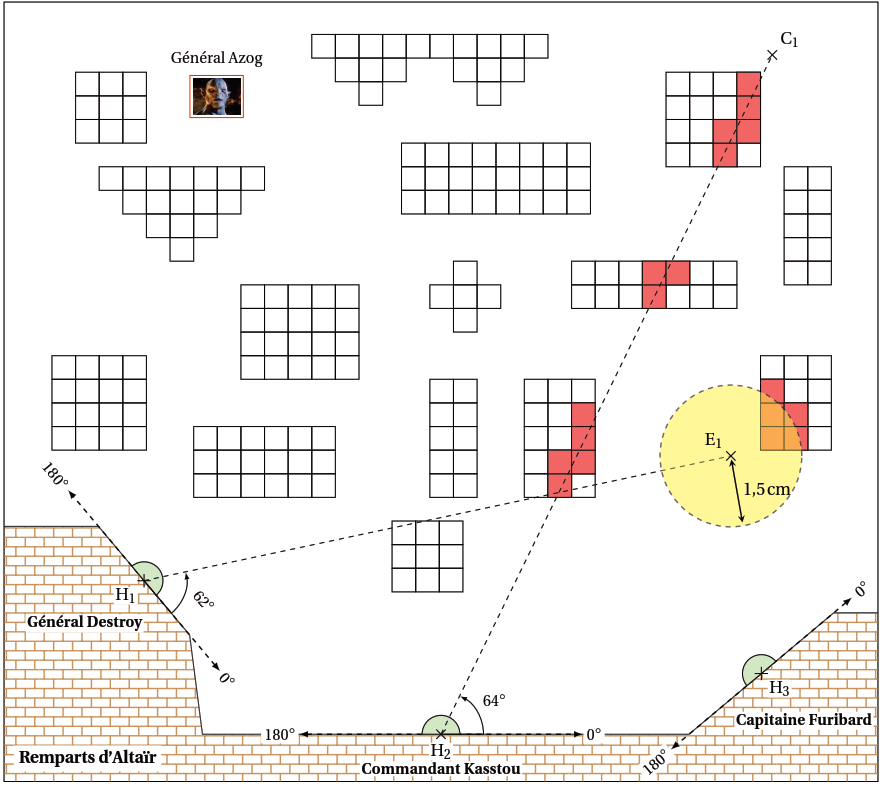 Général Azog
C1
E1
1,5 cm
180°
H1
62°
Général Destroy
0°
0°
H3
64°
Capitaine Furibard
180°
0°
H2
180°
Remparts d'Altaïr
Commandant Kasstou